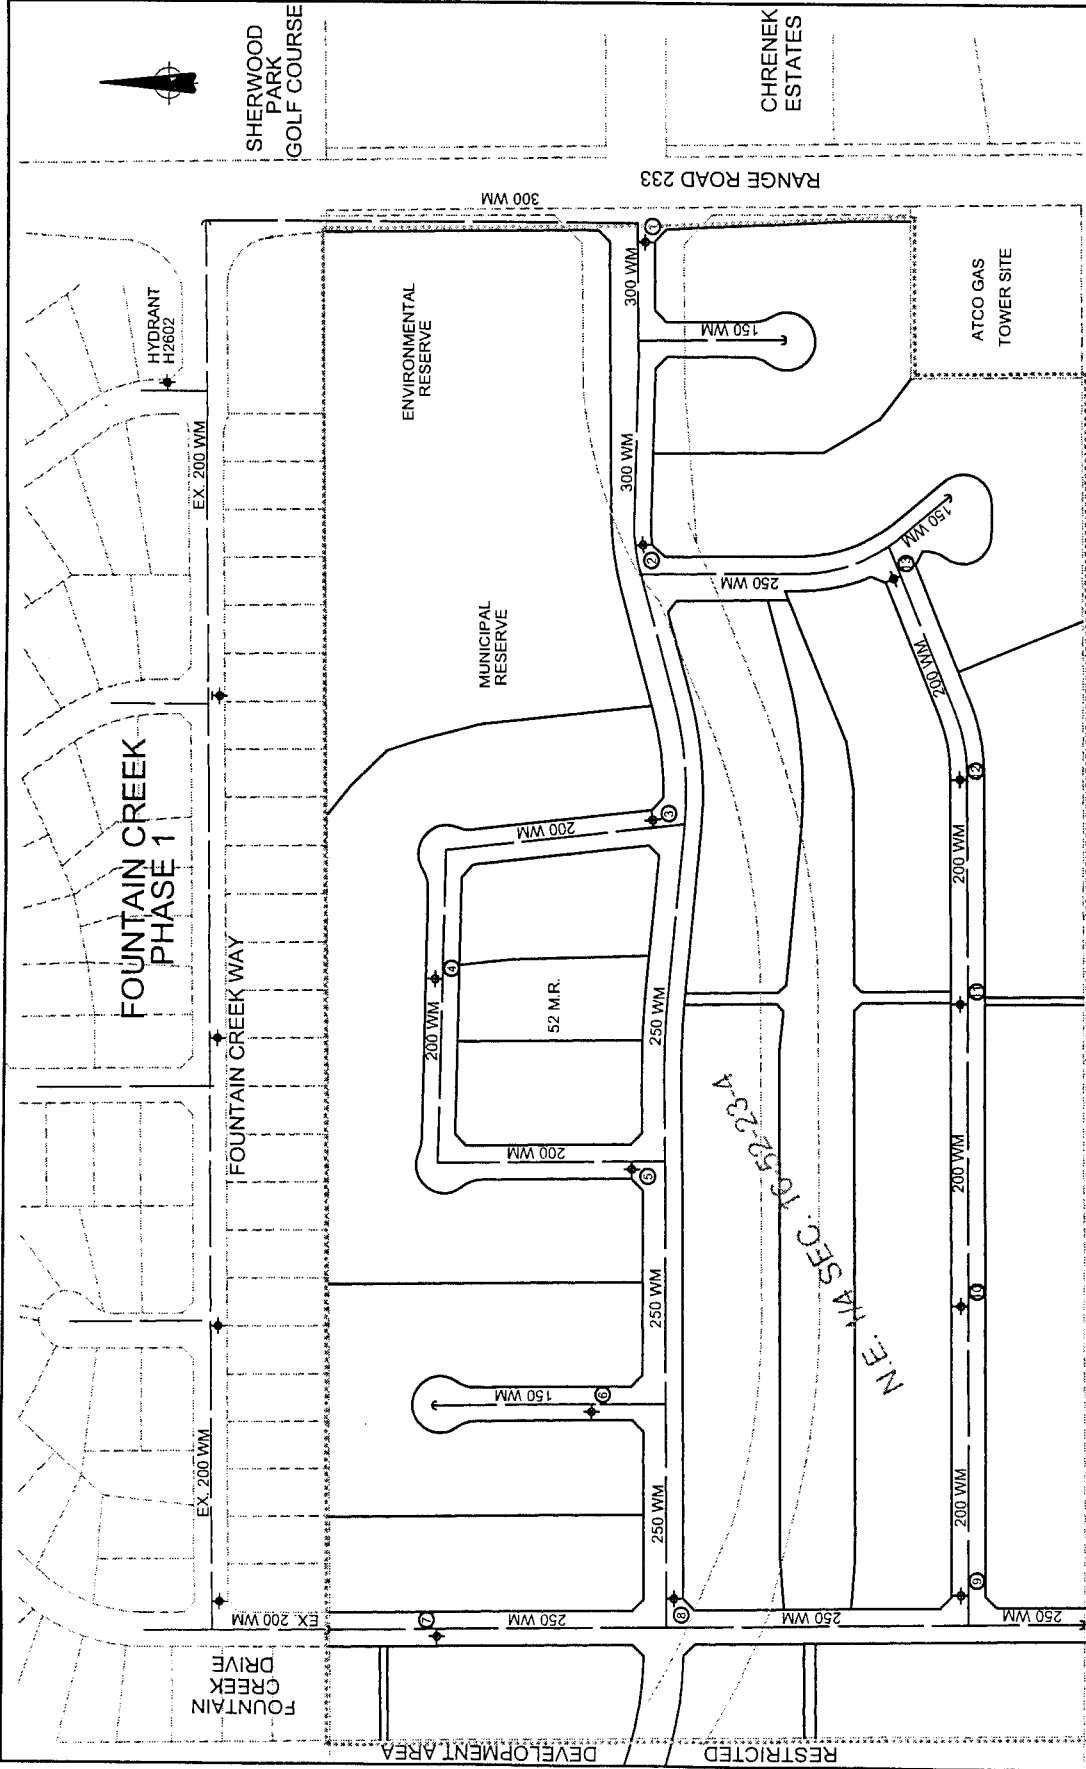 SHERWOOD
PARK
GOLF COURSE
CHRENEK
ESTATES
RANGE ROAD 233
300 WM
HYDRANT
H2602
EX. 200 WM
ENVIRONMENTAL
RESERVE
300 WM
1
150 WM
ATCO GAS
TOWER SITE
300 WM
2
250 WM
150 WM
13
200 WM
MUNICIPAL
RESERVE
FOUNTAIN CREEK
PHASE 1
FOUNTAIN CREEK WAY
200 WM
3
12
200 WM
4
200 WM
52 M.R.
250 WM
11
200 WM
5
200 WM
N.E. 1/4 SEC. 16-52-23-4
250 WM
10
150 WM
6
EX. 200 WM
250 WM
200 WM
EX. 200 WM
7
250 WM
8
250 WM
9
250 WM
FOUNTAIN
CREEK
DRIVE
RESTRICTED
DEVELOPMENT AREA